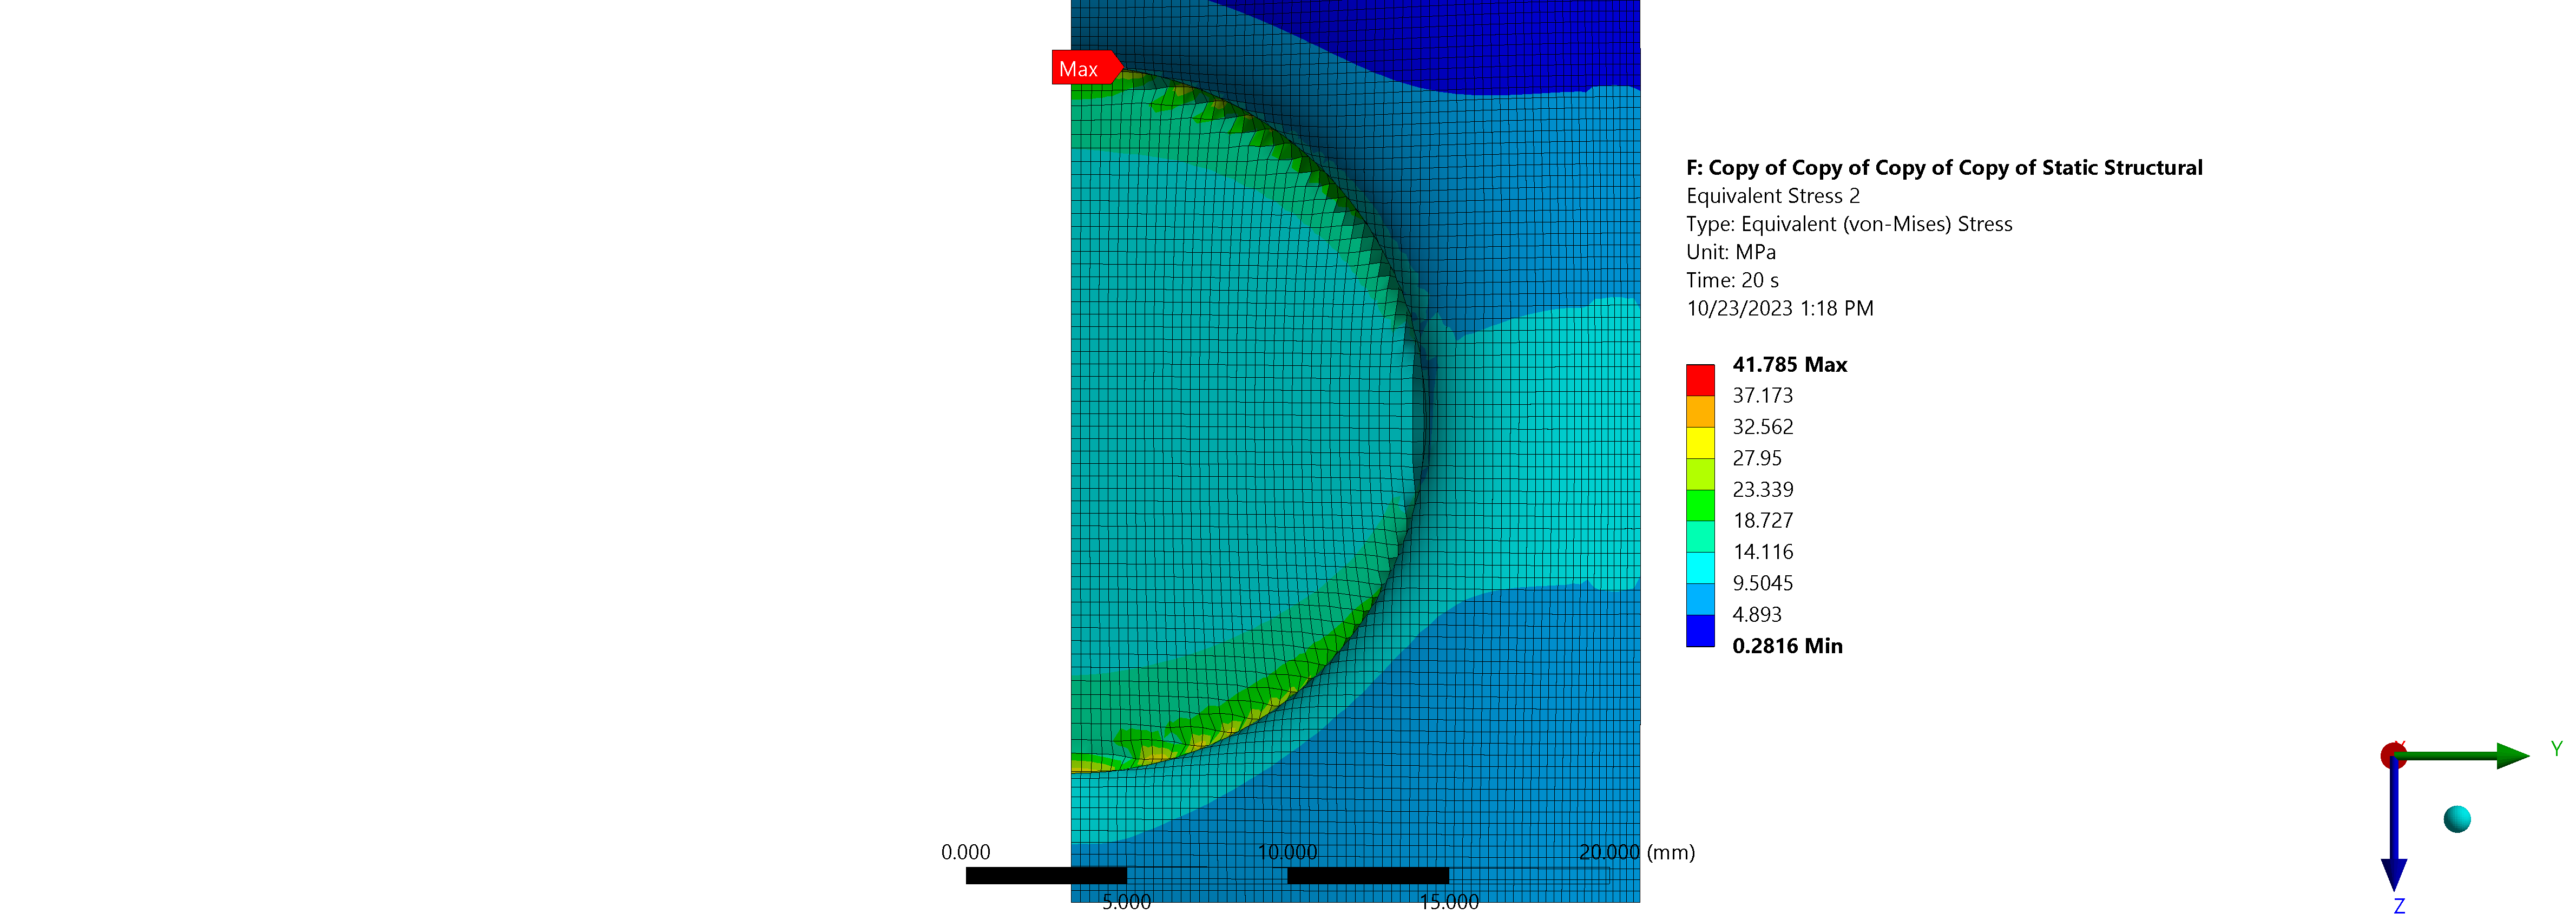 Max
F: Copy of Copy of Copy of Copy of Static Structural
Equivalent Stress 2
Type: Equivalent (von-Mises) Stress
Unit: MPa
Time: 20 s
10/23/2023 1:18 PM
41.785 Max
37.173
32.562
27.95
23.339
18.727
14.116
9.5045
4.893
0.2816 Min
Y
Z
0.000 10.000 20.000 (mm)
5.000 15.000